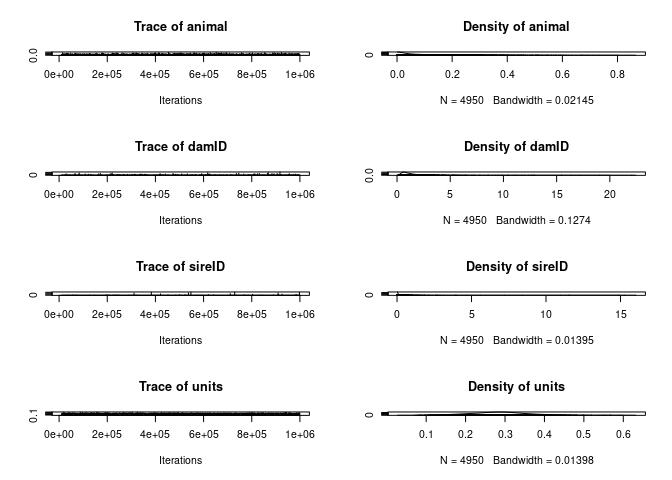 Trace of animal
0.0
0e+00 2e+05 4e+05 6e+05 8e+05 1e+06
Iterations
Density of animal
0
0.0 0.2 0.4 0.6 0.8
N = 4950 Bandwidth = 0.02145
Trace of damID
0
0e+00 2e+05 4e+05 6e+05 8e+05 1e+06
Iterations
Density of damID
0.0
0 5 10 15 20
N = 4950 Bandwidth = 0.1274
Trace of sireID
0
0e+00 2e+05 4e+05 6e+05 8e+05 1e+06
Iterations
Density of sireID
0
0 5 10 15
N = 4950 Bandwidth = 0.01395
Trace of units
0.1
0e+00 2e+05 4e+05 6e+05 8e+05 1e+06
Iterations
Density of units
0
0.1 0.2 0.3 0.4 0.5 0.6
N = 4950 Bandwidth = 0.01398